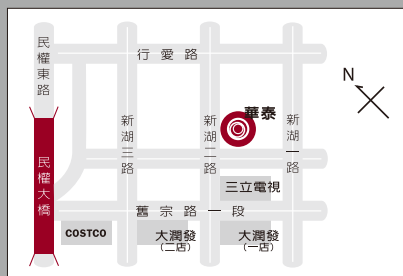 民權東路
行愛路
N
華泰
新湖三路
新湖二路
新湖一路
民權大橋
三立電視
舊宗路一段
COSTCO
大潤發
(二店)
大潤發
(一店)